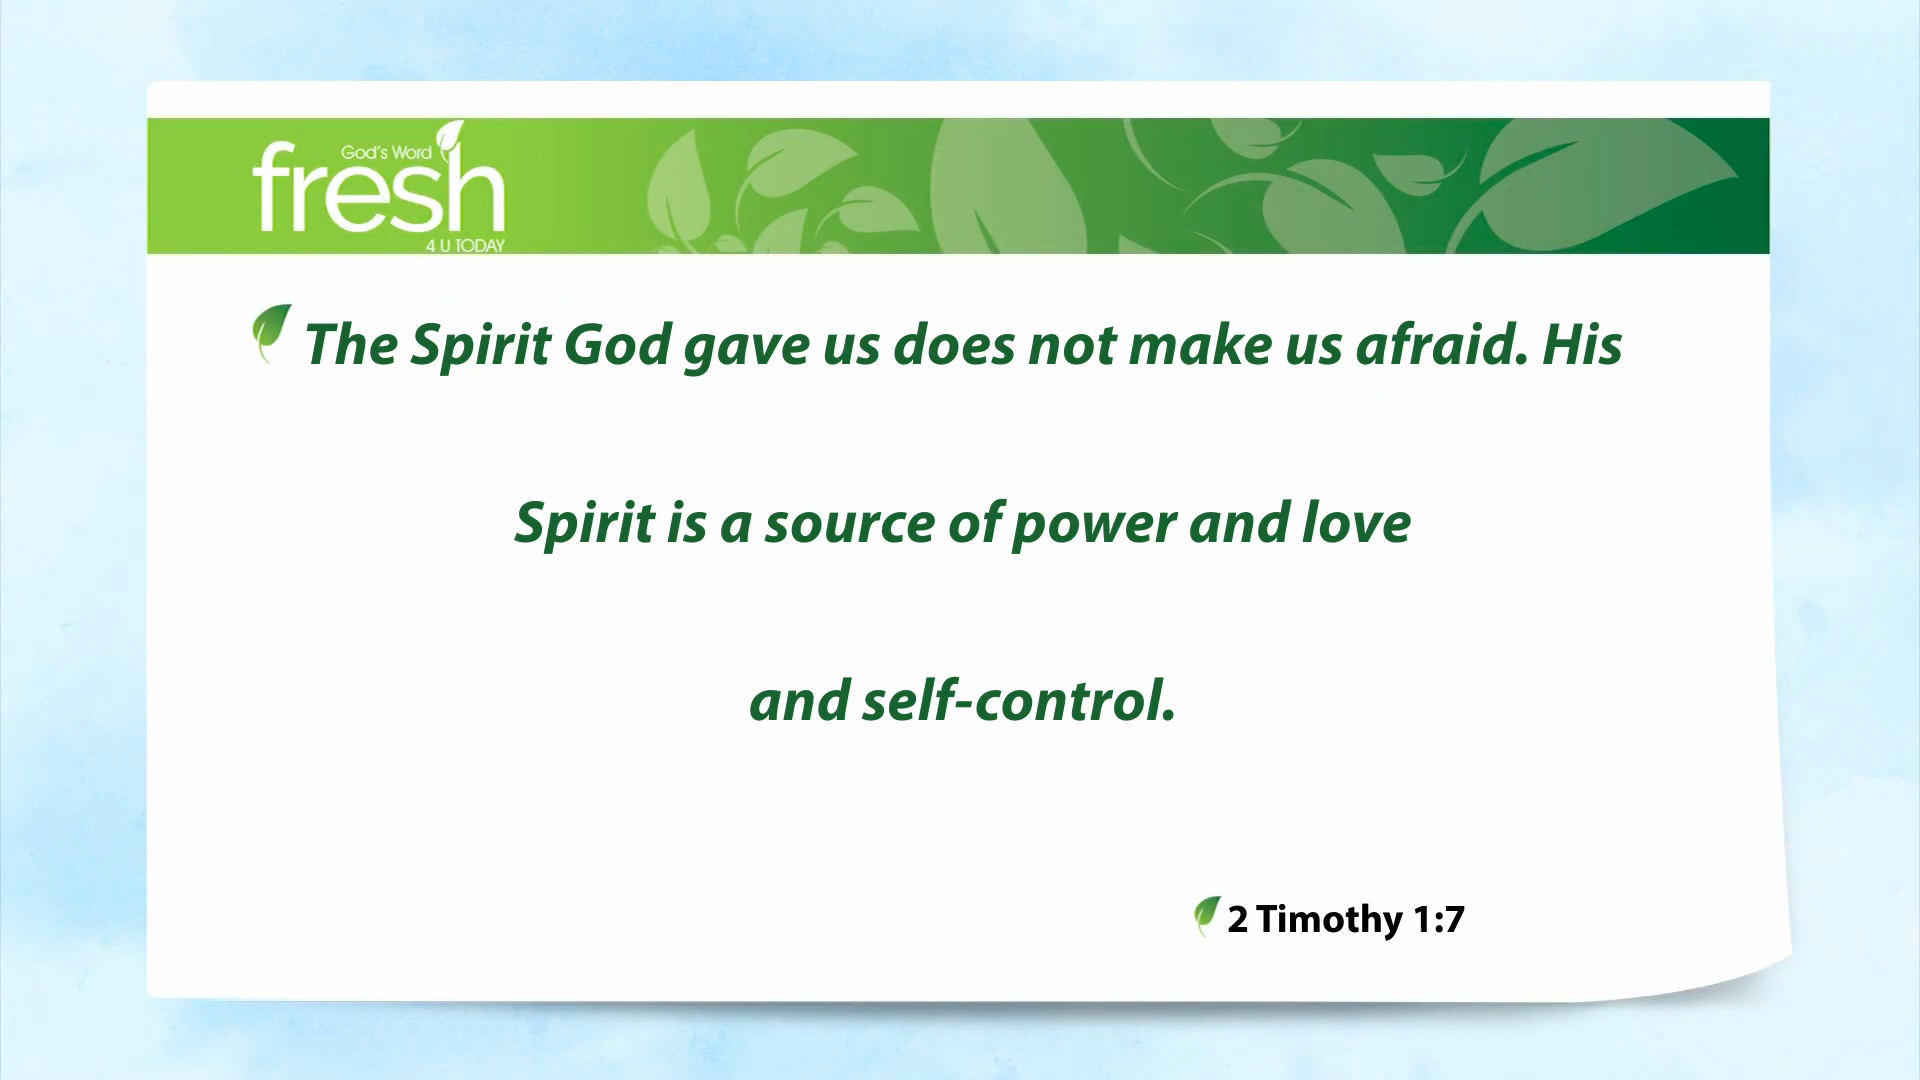 God's Word
fresh
4 U TODAY
The Spirit God gave us does not make us afraid. His
Spirit is a source of power and love
and self-control.
2 Timothy 1:7